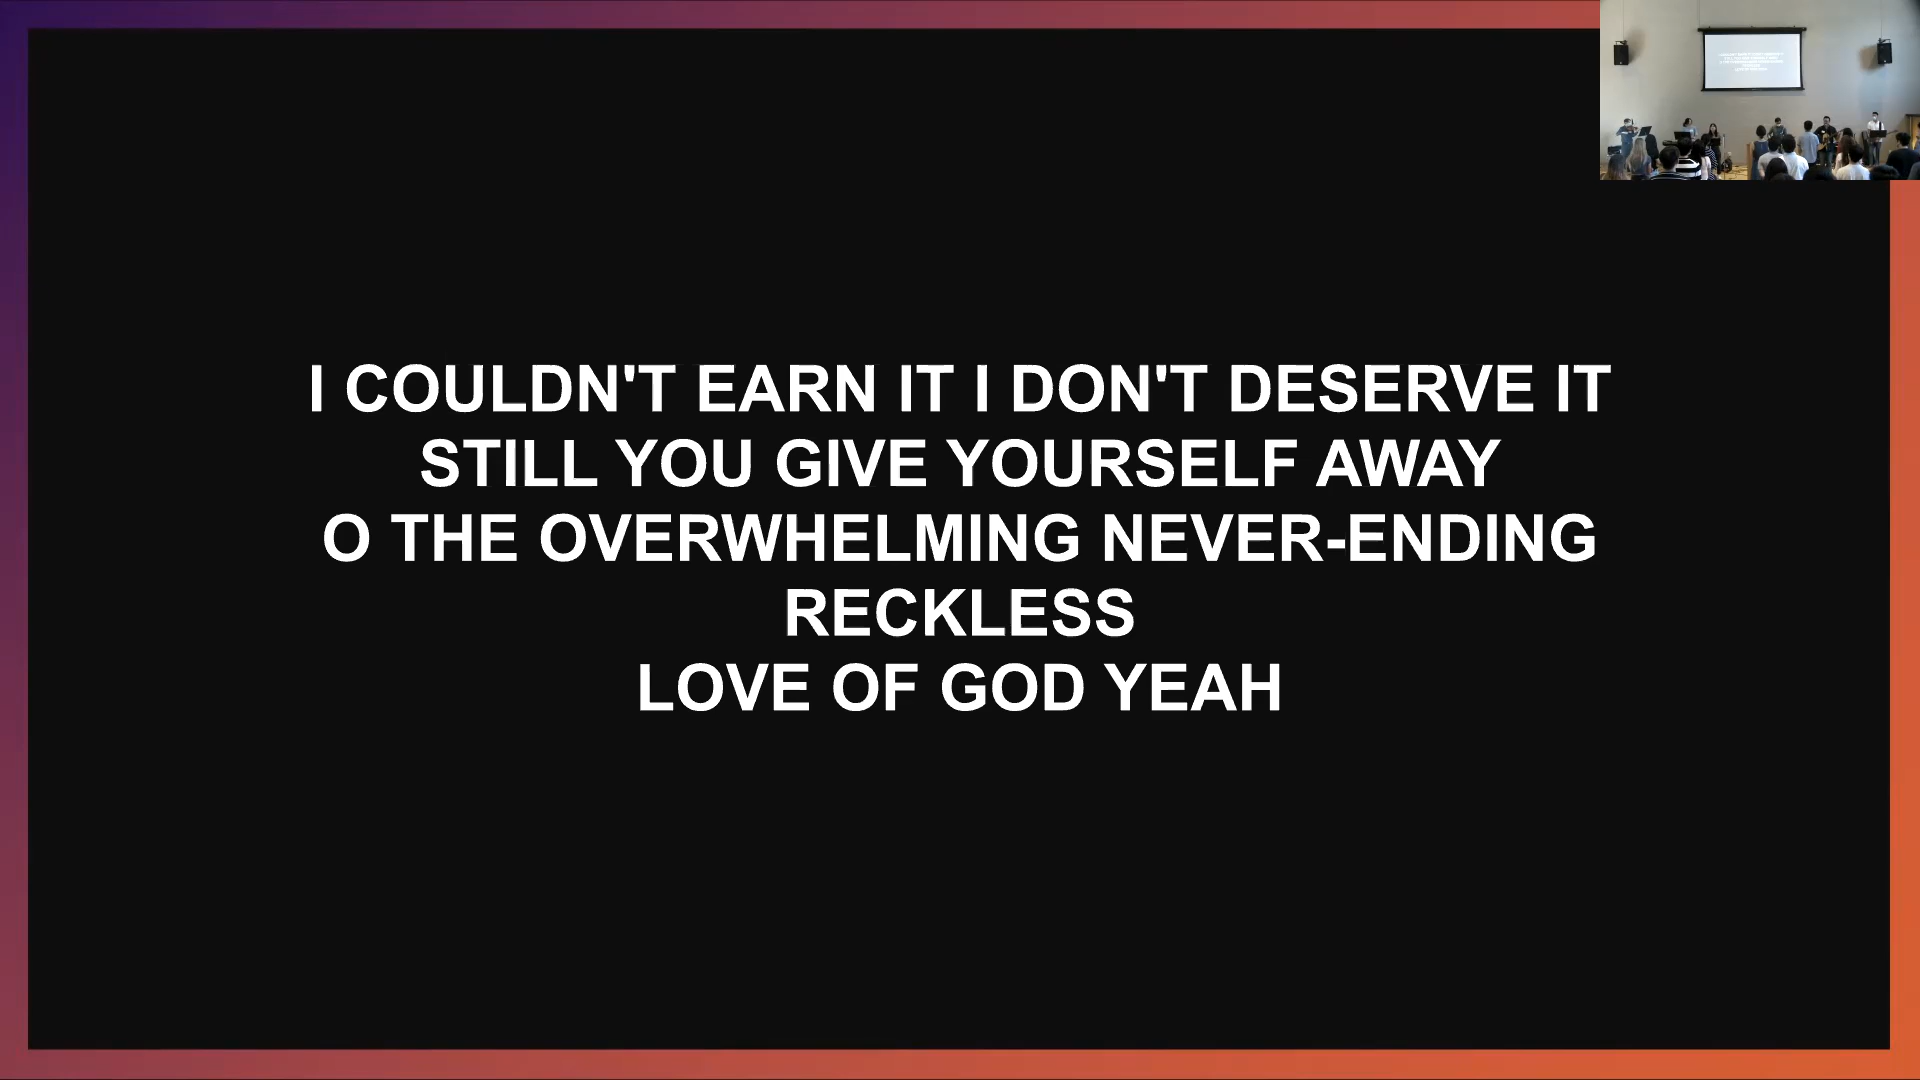 I COULDN'T EARN IT I DON'T DESERVE IT
STILL YOU GIVE YOURSELF AWAY
O THE OVERWHELMING NEVER-ENDING
RECKLESS
LOVE OF GOD YEAH